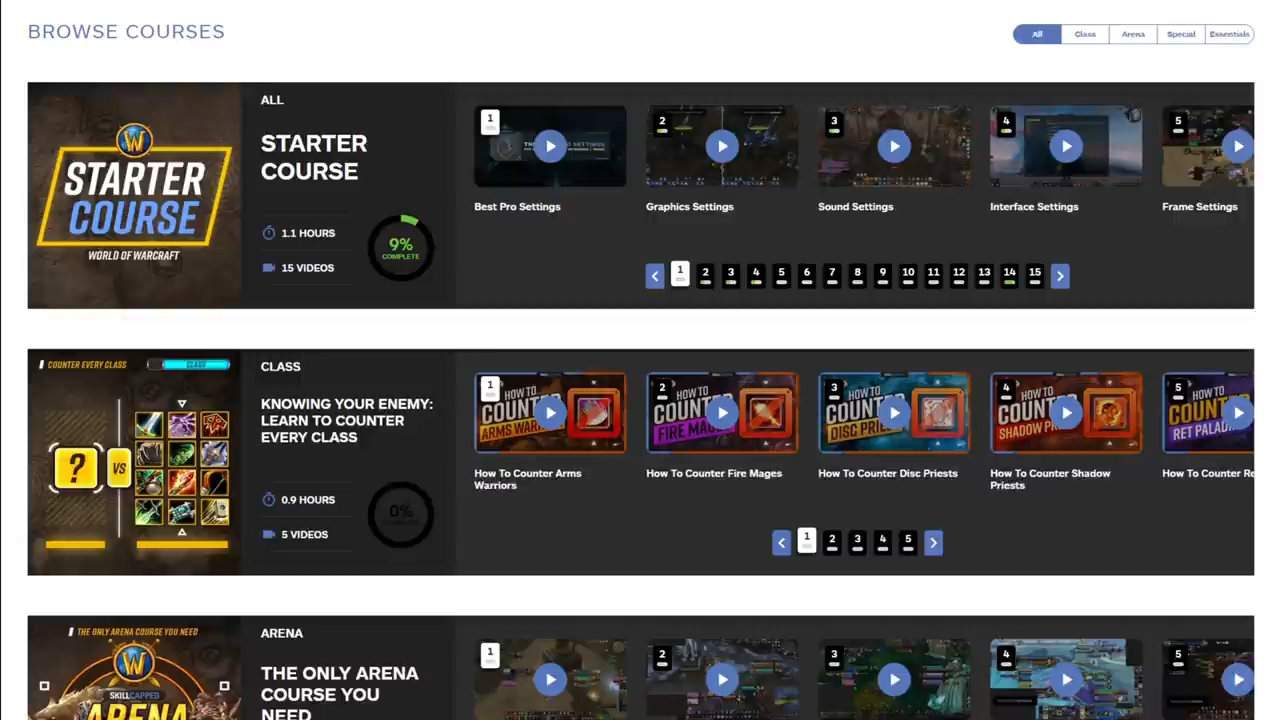 BROWSE COURSES
All Class Arena Special Essentials
STARTER
COURSE
WORLD OF WARCRAFT
ALL
STARTER
COURSE
1.1 HOURS
15 VIDEOS
9%
COMPLETE
1 2 3 4 5
Best Pro Settings
Graphics Settings
Sound Settings
Interface Settings
Frame Settings
1 2 3 4 5 6 7 8 9 10 11 12 13 14 15
COUNTER EVERY CLASS
CLASS
?
VS
CLASS
KNOWING YOUR ENEMY:
LEARN TO COUNTER
EVERY CLASS
0.9 HOURS
5 VIDEOS
0%
COMPLETE
1
HOW TO
COUNTER
ARMS WAR
2
HOW TO
COUNT
FIRE MAG
3
HOW TO
COUNT
DISC PRIES
4
HOW TO
COUNT
SHADOW PR
5
HOW TO
COUNT
RET PALAD
How To Counter Arms
Warriors
How To Counter Fire Mages
How To Counter Disc Priests
How To Counter Shadow
Priests
How To Counter Re
1 2 3 4 5
THE ONLY ARENA COURSE YOU NEED
SKILLCAPPED
ARENA
ARENA
THE ONLY ARENA
COURSE YOU
NEED
1 2 3 4 5